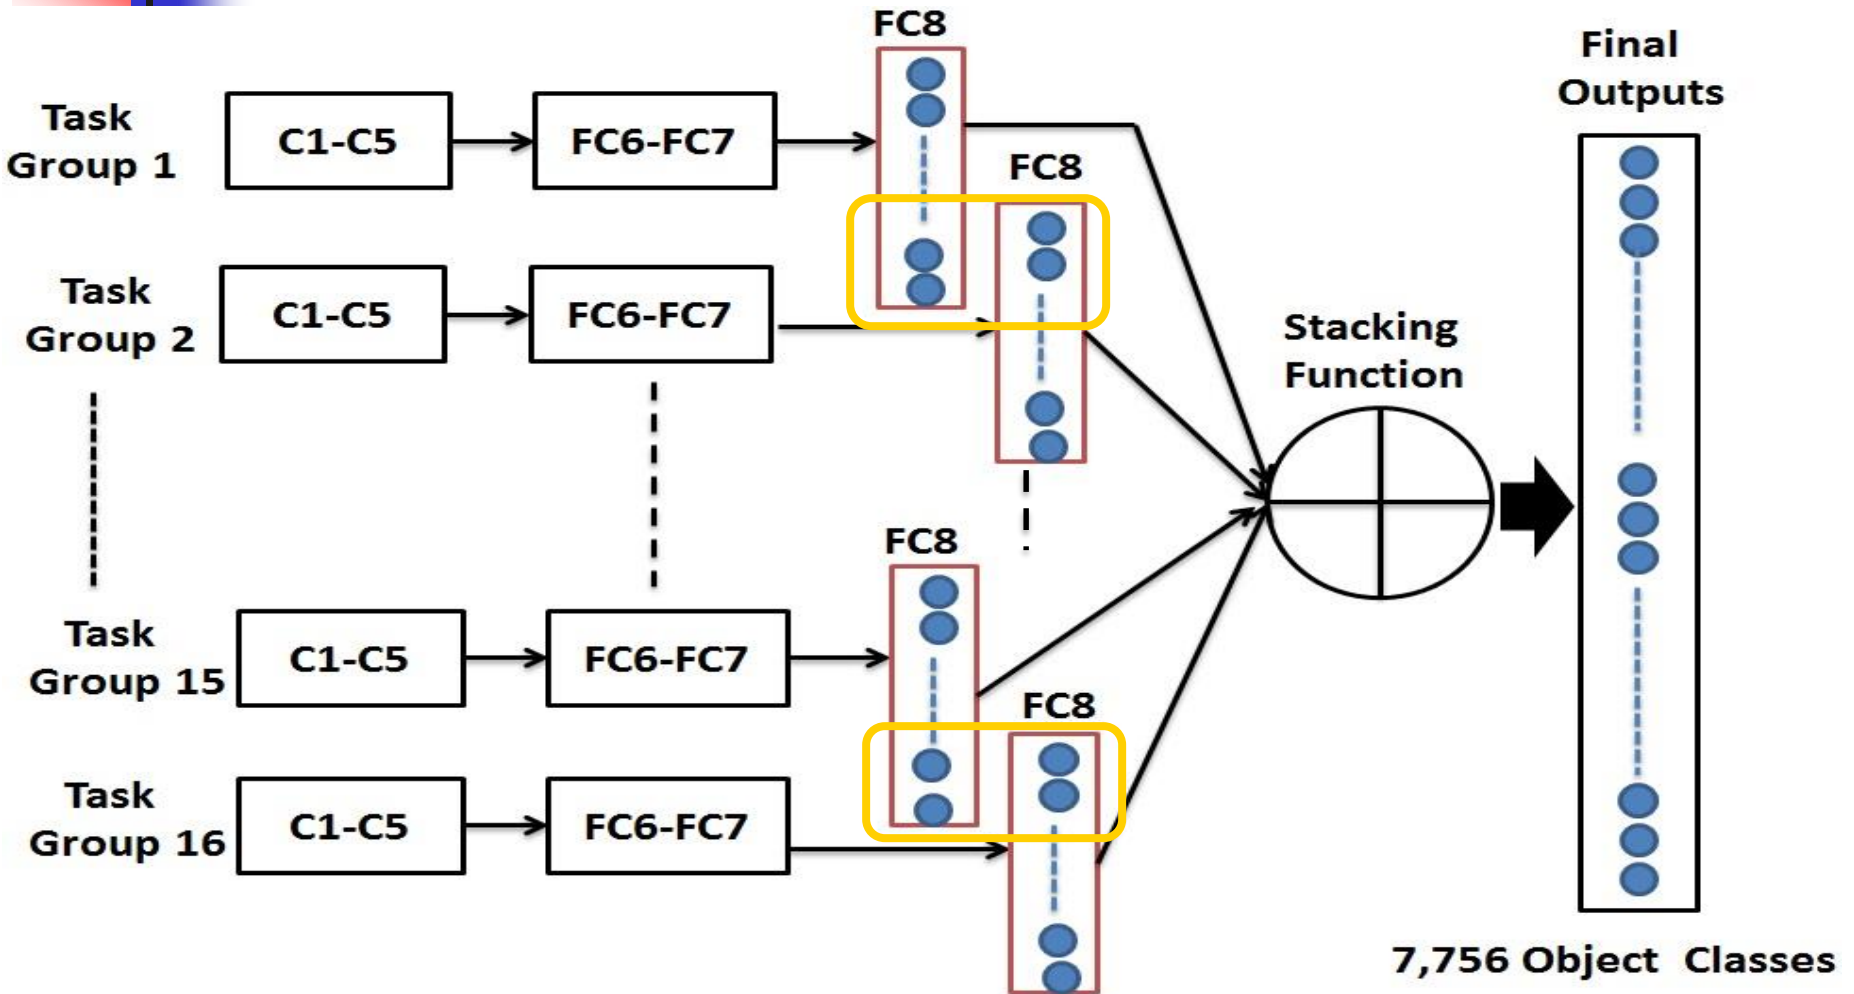 FC8
Final
Outputs
Task
Group 1
C1-C5
FC6-FC7
FC8
Task
Group 2
C1-C5
FC6-FC7
Stacking
Function
FC8
Task
Group 15
C1-C5
FC6-FC7
FC8
Task
Group 16
C1-C5
FC6-FC7
7,756 Object Classes